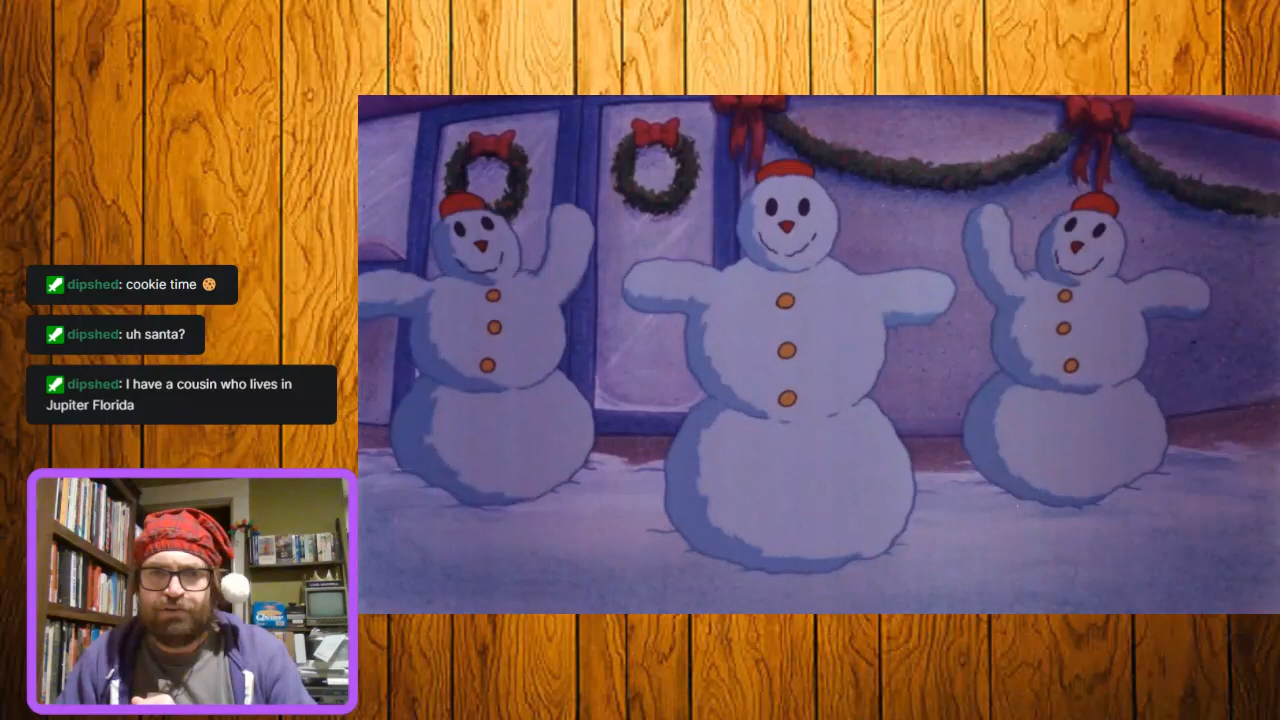 dipshed: cookie time 🍪
dipshed: uh santa?
dipshed: I have a cousin who lives in
Jupiter Florida